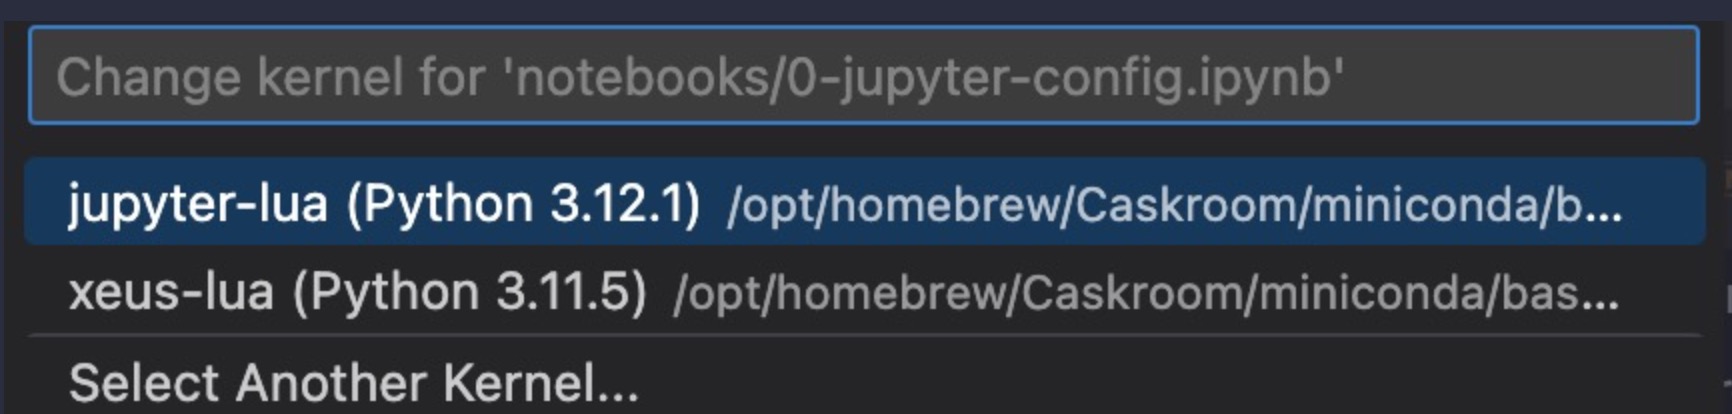 Change kernel for 'notebooks/0-jupyter-config.ipynb'
jupyter-lua (Python 3.12.1) /opt/homebrew/Caskroom/miniconda/b...
xeus-lua (Python 3.11.5) /opt/homebrew/Caskroom/miniconda/bas...
Select Another Kernel...